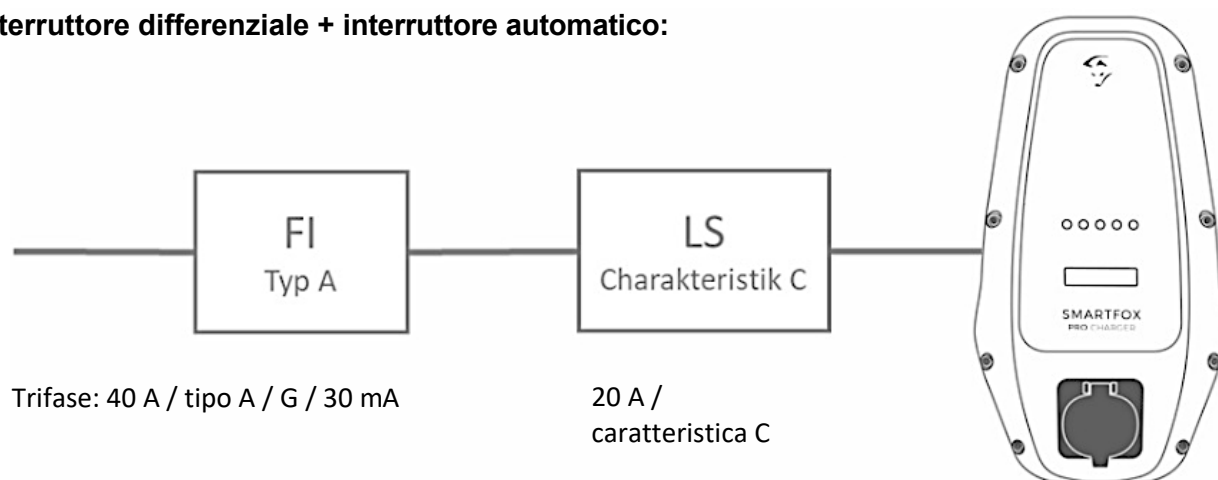 terruttore differenziale + interruttore automatico:
FI
Typ A
LS
Charakteristik C
SMARTFOX
PRO CHARGER
Trifase: 40 A / tipo A / G / 30 mA
20 A /
caratteristica C